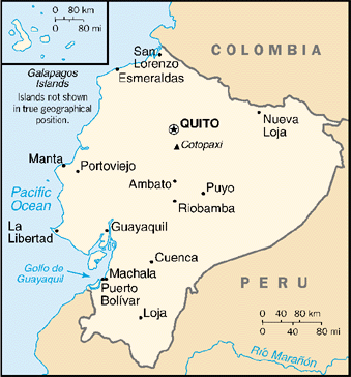 0 80 km
0 80 mi
Galapagos
Islands
Islands not shown
in true geographical
position.
COLOMBIA
San
Lorenzo
Esmeraldas
QUITO
Cotopaxi
Nueva
Loja
Manta
Portoviejo
Pacific
Ocean
Ambato
Puyo
Riobamba
La
Libertad
Guayaquil
Golfo de
Guayaquil
Cuenca
Machala
Puerto
Bolívar
Loja
PERU
0 40 80 km
0 40 80 mi
Río Marañón